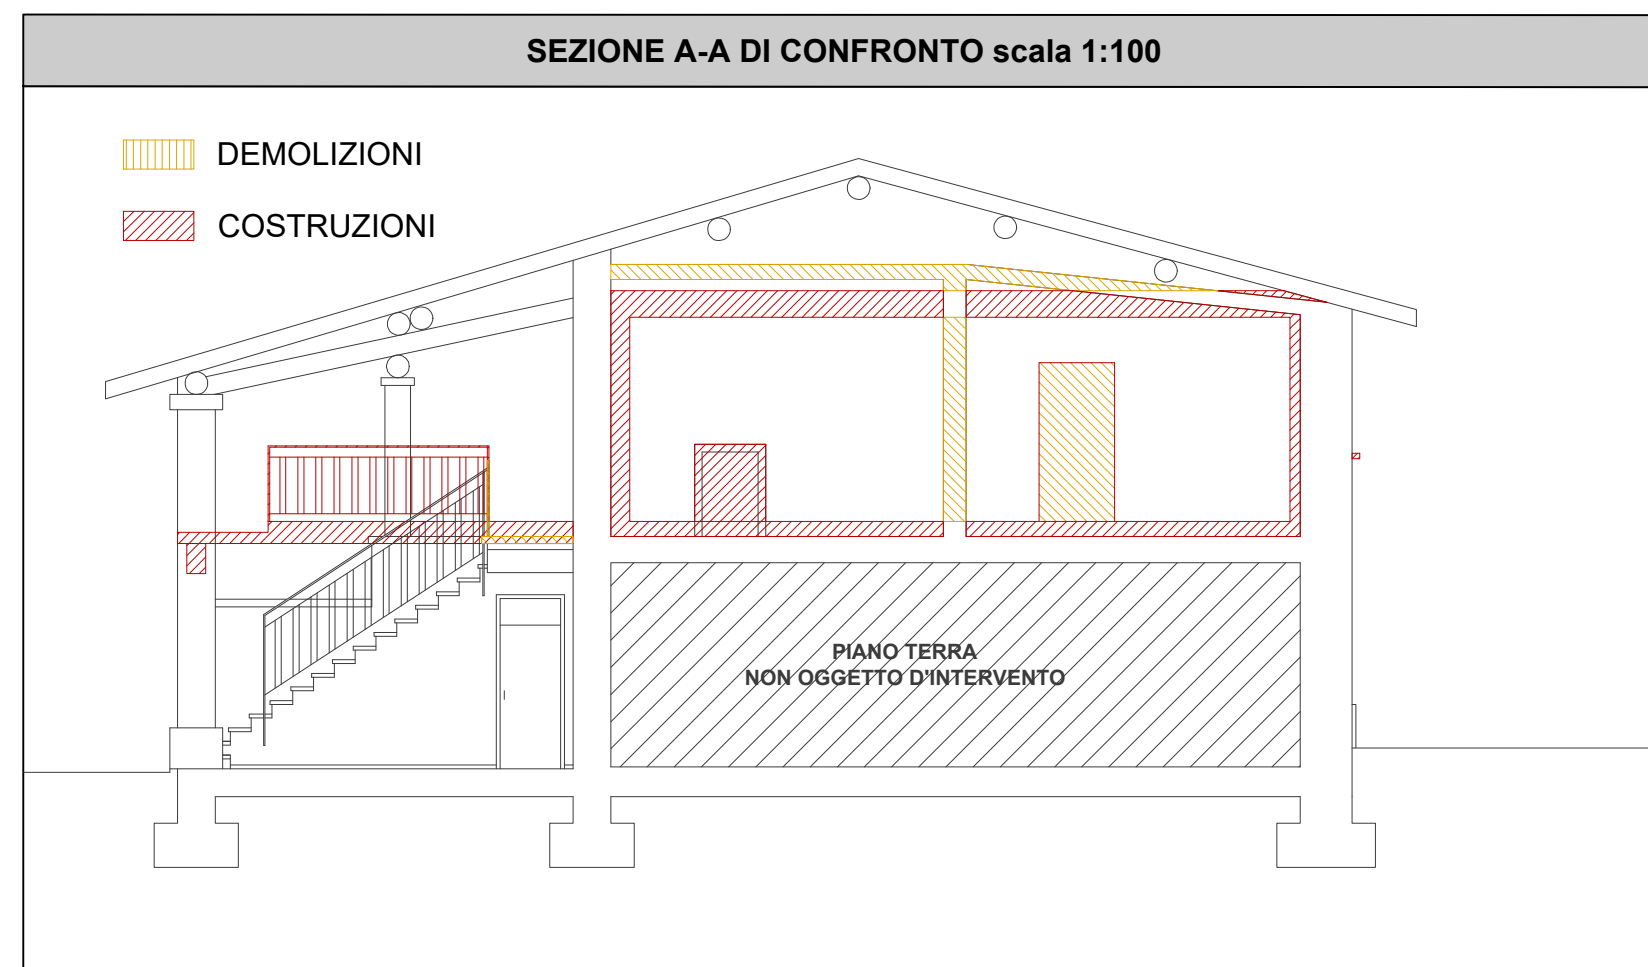 SEZIONE A-A DI CONFRONTO scala 1:100
DEMOLIZIONI
COSTRUZIONI
PIANO TERRA
NON OGGETTO D'INTERVENTO